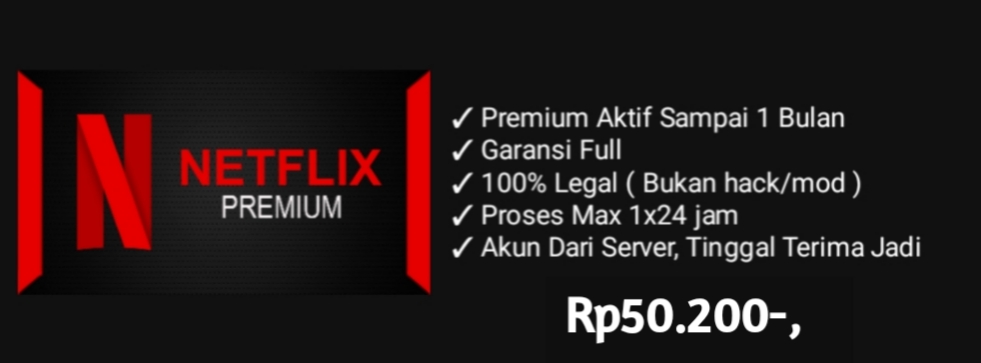 N
NETFLIX
PREMIUM
✓ Premium Aktif Sampai 1 Bulan
✓ Garansi Full
✓ 100% Legal ( Bukan hack/mod )
✓ Proses Max 1x24 jam
✓ Akun Dari Server, Tinggal Terima Jadi
Rp50.200-,